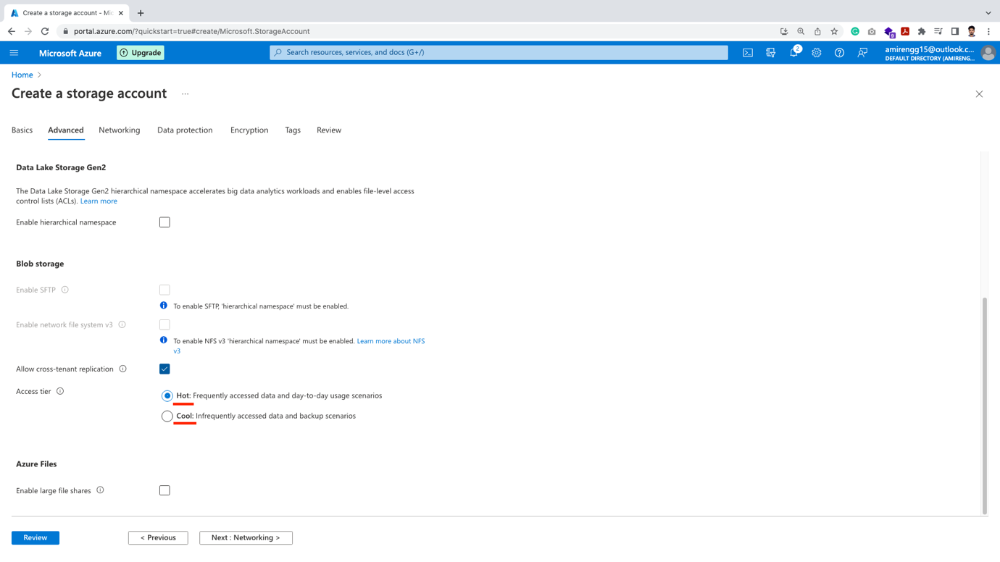 Create a storage account - Mic
portal.azure.com/?quickstart=true#create/Microsoft.StorageAccount
9
Microsoft Azure
Upgrade
Search resources, services, and docs (G+/)
2
amirengg15@outlook.c...
DEFAULT DIRECTORY (AMIRENG...
Home
Create a storage account
...
Basics
Advanced
Networking
Data protection
Encryption
Tags
Review
Data Lake Storage Gen2
The Data Lake Storage Gen2 hierarchical namespace accelerates big data analytics workloads and enables file-level access
control lists (ACLs). Learn more
Enable hierarchical namespace
Blob storage
Enable SFTP
To enable SFTP, 'hierarchical namespace' must be enabled.
Enable network file system v3
To enable NFS v3 'hierarchical namespace' must be enabled. Learn more about NFS
v3
Allow cross-tenant replication
Access tier
Hot: Frequently accessed data and day-to-day usage scenarios
Cool: Infrequently accessed data and backup scenarios
Azure Files
Enable large file shares
Review
< Previous
Next : Networking >